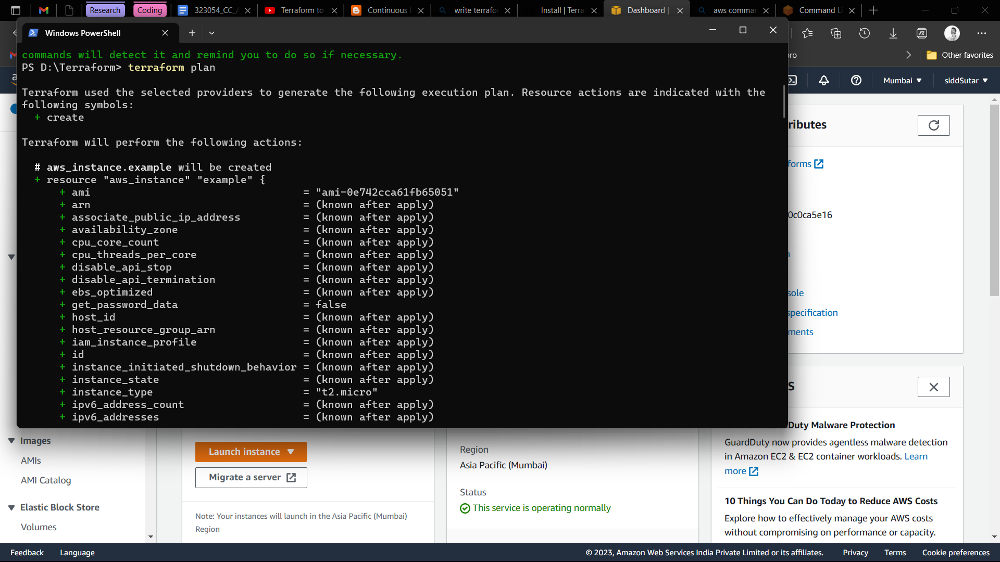 Research
Coding
323054_CC_
Terraform to
Continuous
write terrafo
Install | Terra
Dashboard |
aws comma
Command Li
Windows PowerShell
Other favorites
Mumbai
siddSutar
commands will detect it and remind you to do so if necessary.
PS D:\Terraform> terraform plan
Terraform used the selected providers to generate the following execution plan. Resource actions are indicated with the
following symbols:
+ create
Terraform will perform the following actions:
# aws_instance.example will be created
+ resource "aws_instance" "example" {
+ ami = "ami-0e742cca61fb65051"
+ arn = (known after apply)
+ associate_public_ip_address = (known after apply)
+ availability_zone = (known after apply)
+ cpu_core_count = (known after apply)
+ cpu_threads_per_core = (known after apply)
+ disable_api_stop = (known after apply)
+ disable_api_termination = (known after apply)
+ ebs_optimized = (known after apply)
+ get_password_data = false
+ host_id = (known after apply)
+ host_resource_group_arn = (known after apply)
+ iam_instance_profile = (known after apply)
+ id = (known after apply)
+ instance_initiated_shutdown_behavior = (known after apply)
+ instance_state = (known after apply)
+ instance_type = "t2.micro"
+ ipv6_address_count = (known after apply)
+ ipv6_addresses = (known after apply)
ributes
forms
0c0ca5e16
sole
specification
ments
S
Duty Malware Protection
GuardDuty now provides agentless malware detection
in Amazon EC2 & EC2 container workloads. Learn
more
10 Things You Can Do Today to Reduce AWS Costs
Explore how to effectively manage your AWS costs
without compromising on performance or capacity.
Images
AMIs
AMI Catalog
Elastic Block Store
Volumes
Launch instance
Migrate a server
Note: Your instances will launch in the Asia Pacific (Mumbai)
Region
Region
Asia Pacific (Mumbai)
Status
This service is operating normally
Feedback
Language
© 2023, Amazon Web Services India Private Limited or its affiliates.
Privacy
Terms
Cookie preferences